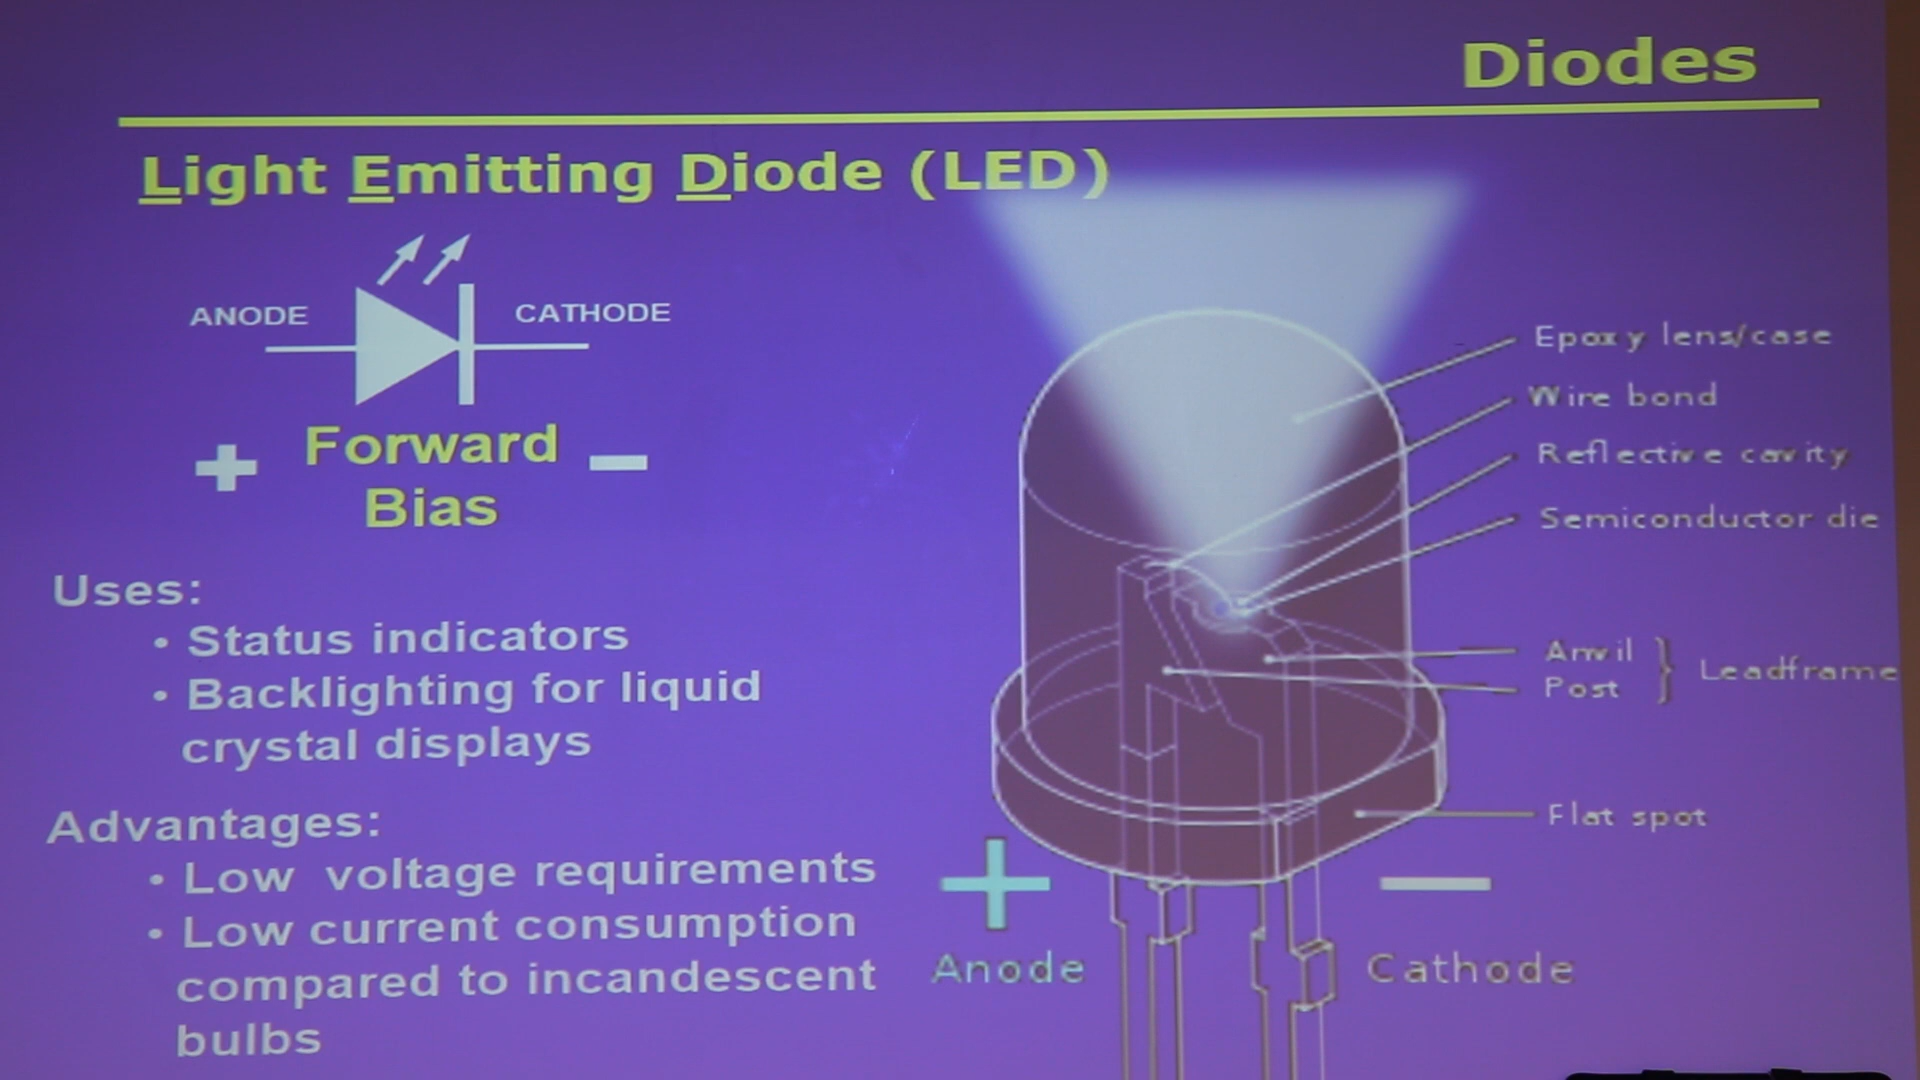 Diodes
Light Emitting Diode (LED)
ANODE
CATHODE
+ Forward −
Bias
Uses:
• Status indicators
• Backlighting for liquid
crystal displays
Advantages:
• Low voltage requirements
• Low current consumption
compared to incandescent
bulbs
Epoxy lens/case
Wire bond
Reflective cavity
Semiconductor die
Anvil
Post
} Leadframe
Flat spot
+
−
Anode
Cathode